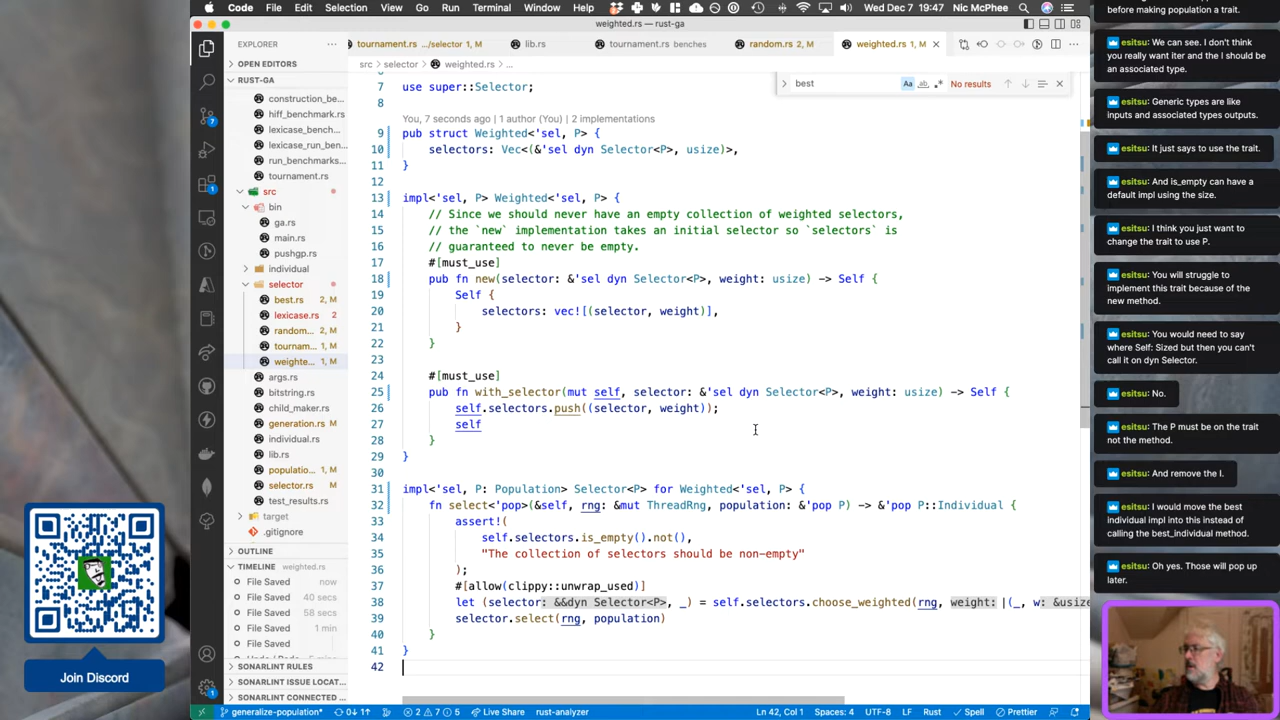 Code File Edit Selection View Go Run Terminal Window Help
Wed Dec 7 19:47 Nic McPhee
weighted.rs — rust-ga
EXPLORER
OPEN EDITORS
RUST-GA
construction_be...
hiff_benchmark.rs
lexicase_bench...
lexicase_run_ben...
run_benchmarks...
tournament.rs
src
bin
ga.rs
main.rs
pushgp.rs
individual
selector
best.rs 2, M
lexicase.rs 2
random... 2, M
tournam... 1, M
weighte... 1, M
args.rs
bitstring.rs
child_maker.rs
generation.rs M
individual.rs
lib.rs
populatio... 1, M
selector.rs M
test_results.rs
target
.gitignore
OUTLINE
TIMELINE weighted.rs
File Saved now
File Saved 40 secs
File Saved 58 secs
File Saved 1 min
File Saved
SONARLINT RULES
SONARLINT ISSUE LOCAT...
SONARLINT CONNECTED ...
tournament.rs .../selector 1, M
lib.rs
tournament.rs benches
random.rs 2, M
weighted.rs 1, M
src > selector > weighted.rs > ...
best
Aa
No results
7 use super::Selector;
8
You, 7 seconds ago | 1 author (You) | 2 implementations
9 pub struct Weighted<'sel, P> {
10 selectors: Vec<(&'sel dyn Selector<P>, usize)>,
11 }
12
13 impl<'sel, P> Weighted<'sel, P> {
14 // Since we should never have an empty collection of weighted selectors,
15 // the `new` implementation takes an initial selector so `selectors` is
16 // guaranteed to never be empty.
17 #[must_use]
18 pub fn new(selector: &'sel dyn Selector<P>, weight: usize) -> Self {
19 Self {
20 selectors: vec![(selector, weight)],
21 }
22 }
23
24 #[must_use]
25 pub fn with_selector(mut self, selector: &'sel dyn Selector<P>, weight: usize) -> Self {
26 self.selectors.push((selector, weight));
27 self
28 }
29 }
30
31 impl<'sel, P: Population> Selector<P> for Weighted<'sel, P> {
32 fn select<'pop>(&self, rng: &mut ThreadRng, population: &'pop P) -> &'pop P::Individual {
33 assert!(
34 self.selectors.is_empty().not(),
35 "The collection of selectors should be non-empty"
36 );
37 #[allow(clippy::unwrap_used)]
38 let (selector: &&dyn Selector<P>, _) = self.selectors.choose_weighted(rng, weight: |(_, w: &usize
39 selector.select(rng, population)
40 }
41 }
42
generalize-population* 0↓ 1↑ 2 7 5 Live Share rust-analyzer
Ln 42, Col 1 Spaces: 4 UTF-8 LF Rust Spell Prettier
before making population a trait.
esitsu: We can see. I don't think
you really want iter and the I should be
an associated type.
esitsu: Generic types are like
inputs and associated types outputs.
esitsu: It just says to use the trait.
esitsu: And is_empty can have a
default impl using the size.
esitsu: I think you just want to
change the trait to use P.
esitsu: You will struggle to
implement this trait because of the
new method.
esitsu: You would need to say
where Self: Sized but then you can't
call it on dyn Selector.
esitsu: No.
esitsu: The P must be on the trait
not the method.
esitsu: And remove the I.
esitsu: I would move the best
individual impl into this instead of
calling the best_individual method.
esitsu: Oh yes. Those will pop up
later.
Join Discord